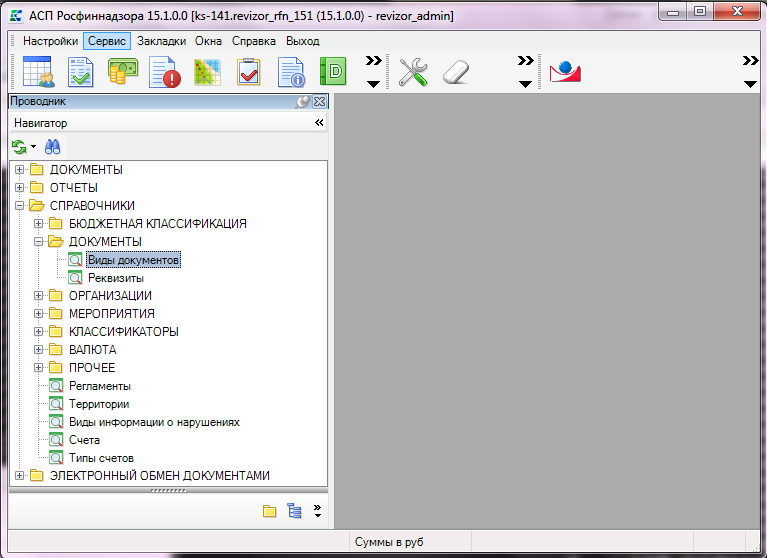 АСП Росфиннадзора 15.1.0.0 [ks-141.revizor_rfn_151 (15.1.0.0) - revizor_admin]
Настройки Сервис Закладки Окна Справка Выход
Проводник
Навигатор
ДОКУМЕНТЫ
ОТЧЕТЫ
СПРАВОЧНИКИ
БЮДЖЕТНАЯ КЛАССИФИКАЦИЯ
ДОКУМЕНТЫ
Виды документов
Реквизиты
ОРГАНИЗАЦИИ
МЕРОПРИЯТИЯ
КЛАССИФИКАТОРЫ
ВАЛЮТА
ПРОЧЕЕ
Регламенты
Территории
Виды информации о нарушениях
Счета
Типы счетов
ЭЛЕКТРОННЫЙ ОБМЕН ДОКУМЕНТАМИ
Суммы в руб